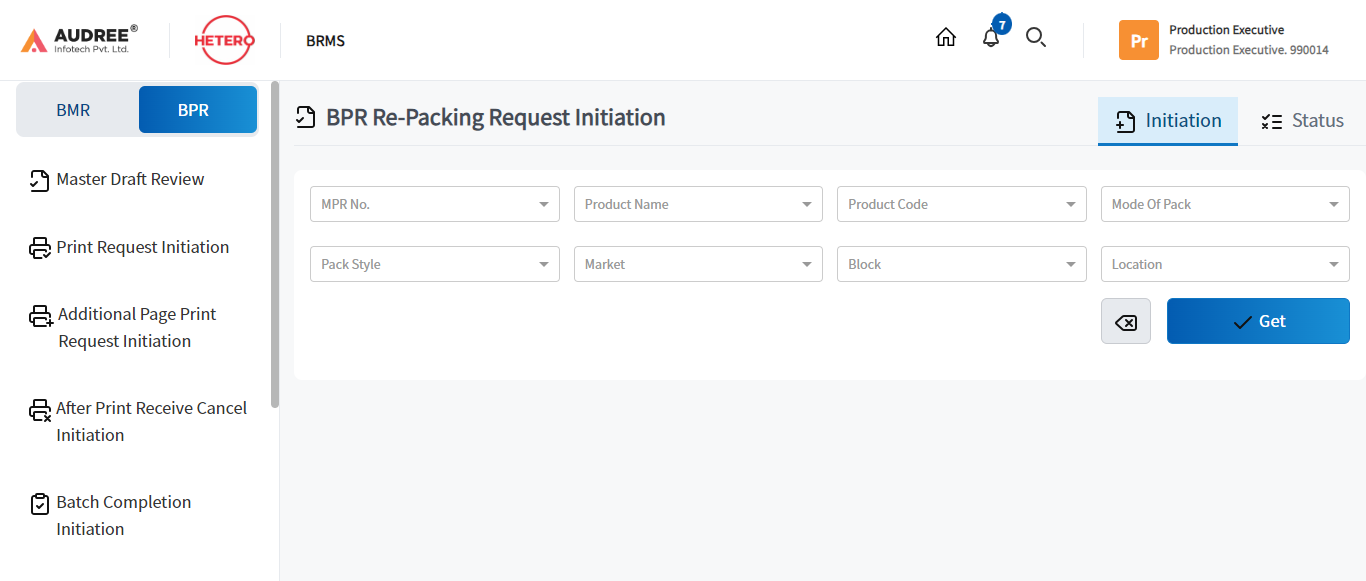 AUDREE®
Infotech Pvt. Ltd.
HETERO
BRMS
7
Pr
Production Executive
Production Executive. 990014
BMR
BPR
Master Draft Review
Print Request Initiation
Additional Page Print
Request Initiation
After Print Receive Cancel
Initiation
Batch Completion
Initiation
BPR Re-Packing Request Initiation
Initiation
Status
MPR No.
Product Name
Product Code
Mode Of Pack
Pack Style
Market
Block
Location
Get